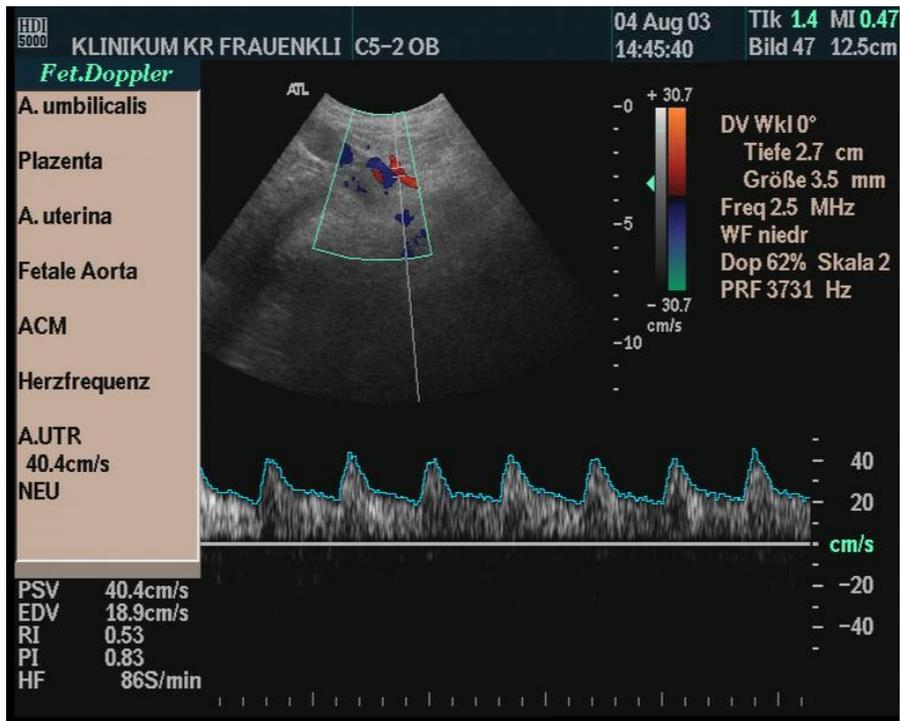 HDI
5000
KLINIKUM KR FRAUENKLI C5-2 OB
04 Aug 03
14:45:40
TIk 1.4 MI 0.47
Bild 47 12.5cm
Fet.Doppler
A. umbilicalis
Plazenta
A. uterina
Fetale Aorta
ACM
Herzfrequenz
A.UTR
40.4cm/s
NEU
PSV 40.4cm/s
EDV 18.9cm/s
RI 0.53
PI 0.83
HF 86S/min
ATL
-0
-5
-10
+ 30.7
- 30.7
cm/s
DV Wkl 0°
Tiefe 2.7 cm
Größe 3.5 mm
Freq 2.5 MHz
WF niedr
Dop 62% Skala 2
PRF 3731 Hz
40
20
cm/s
-20
-40